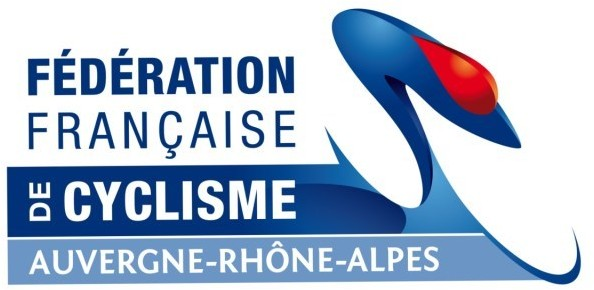 FÉDÉRATION
FRANÇAISE
DE CYCLISME
AUVERGNE-RHÔNE-ALPES